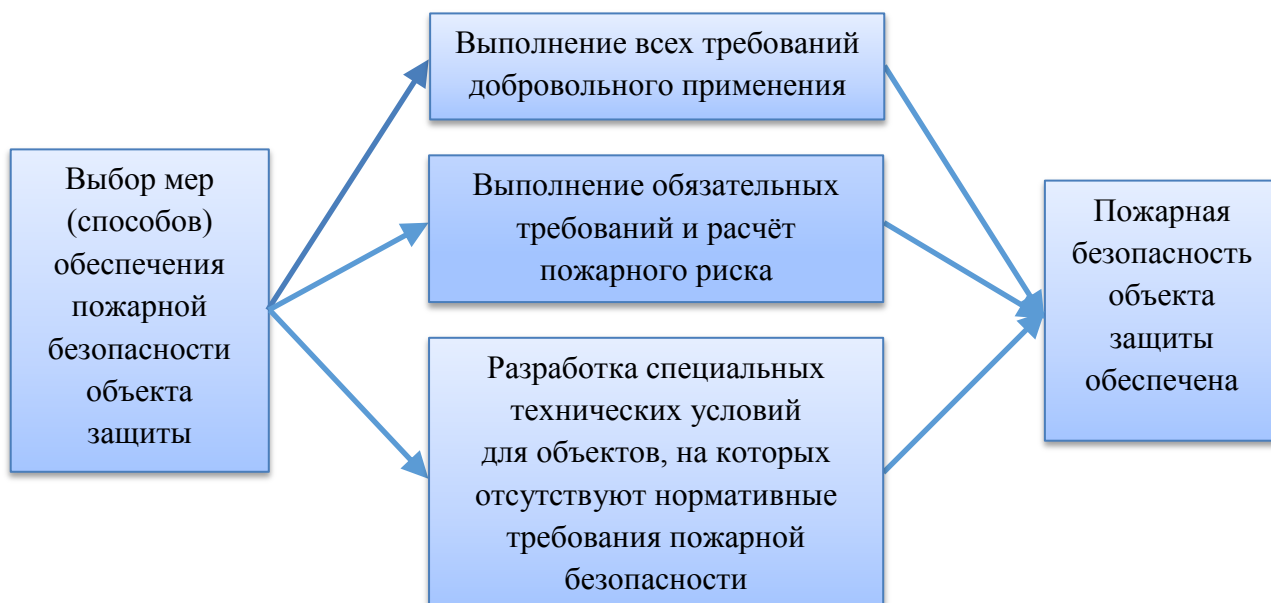 Выбор мер
(способов)
обеспечения
пожарной
безопасности
объекта
защиты
Выполнение всех требований
добровольного применения
Выполнение обязательных
требований и расчёт
пожарного риска
Разработка специальных
технических условий
для объектов, на которых
отсутствуют нормативные
требования пожарной
безопасности
Пожарная
безопасность
объекта
защиты
обеспечена